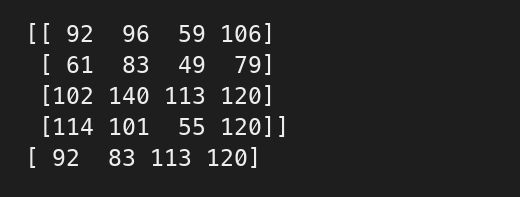 [[ 92  96  59 106]
 [ 61  83  49  79]
 [102 140 113 120]
 [114 101  55 120]]
[ 92  83 113 120]